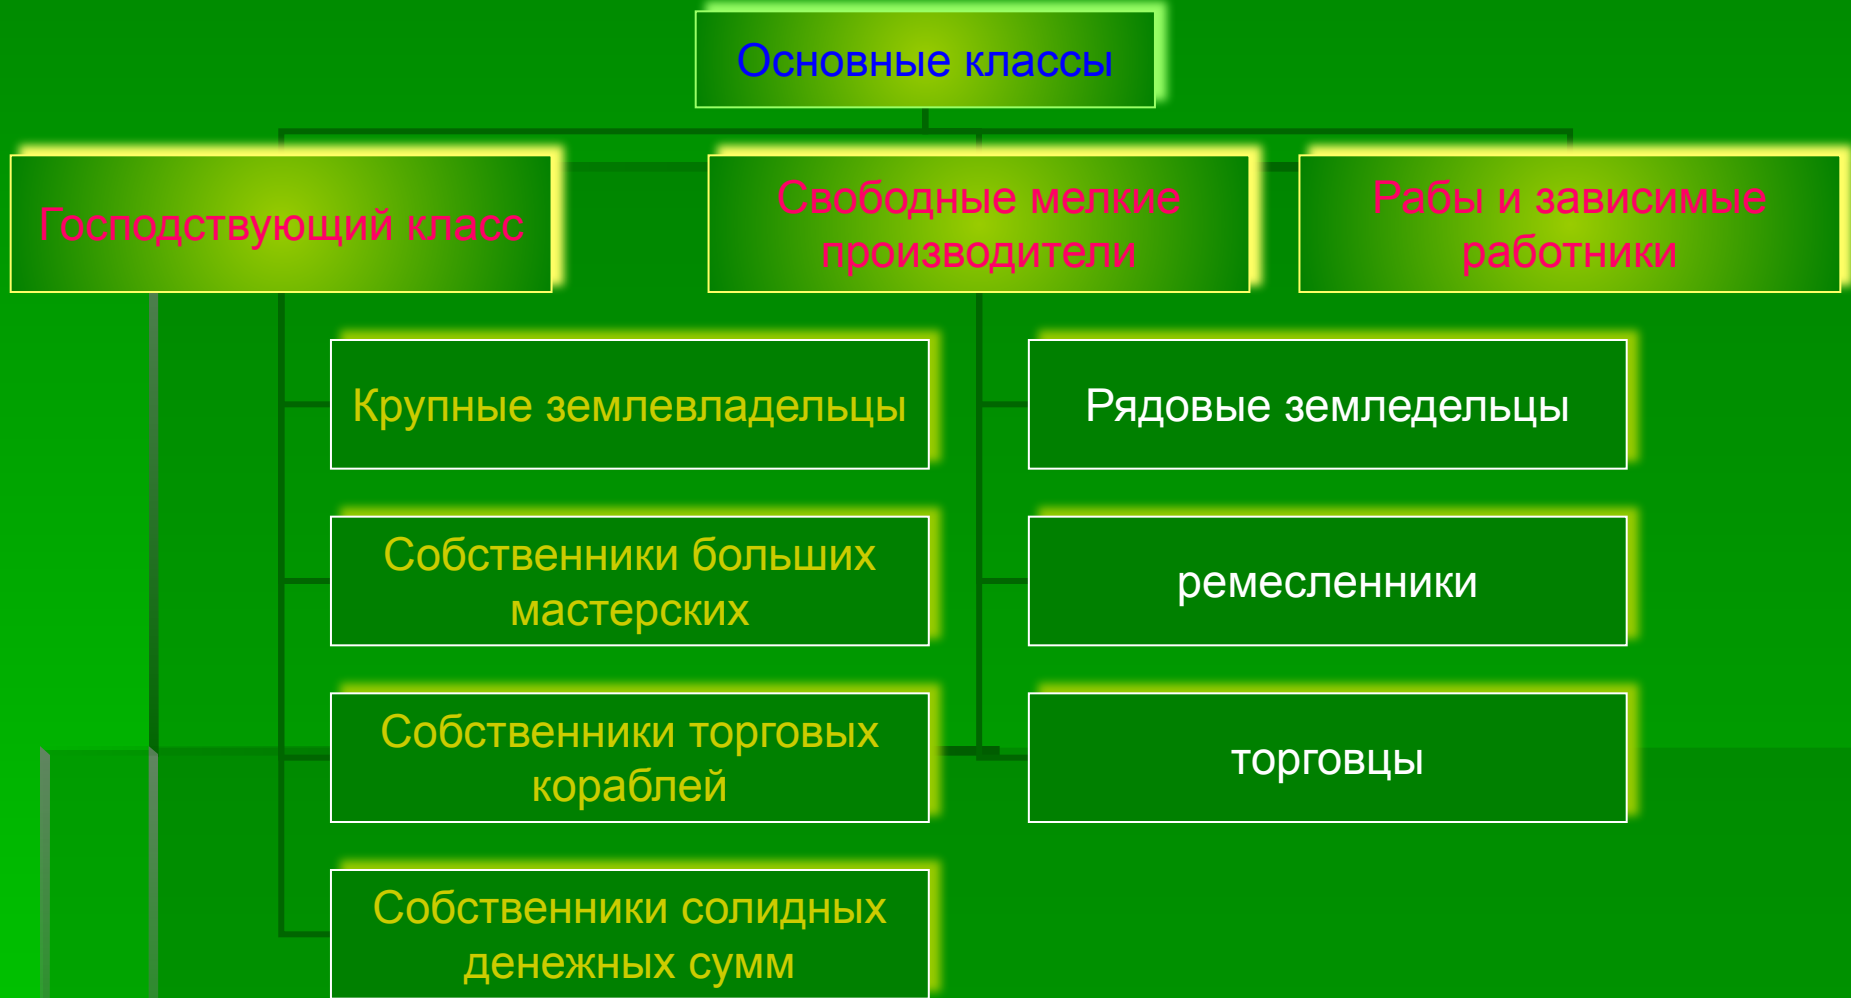 Основные классы
Господствующий класс
Свободные мелкие
производители
Рабы и зависимые
работники
Крупные землевладельцы
Собственники больших
мастерских
Собственники торговых
кораблей
Собственники солидных
денежных сумм
Рядовые земледельцы
ремесленники
торговцы